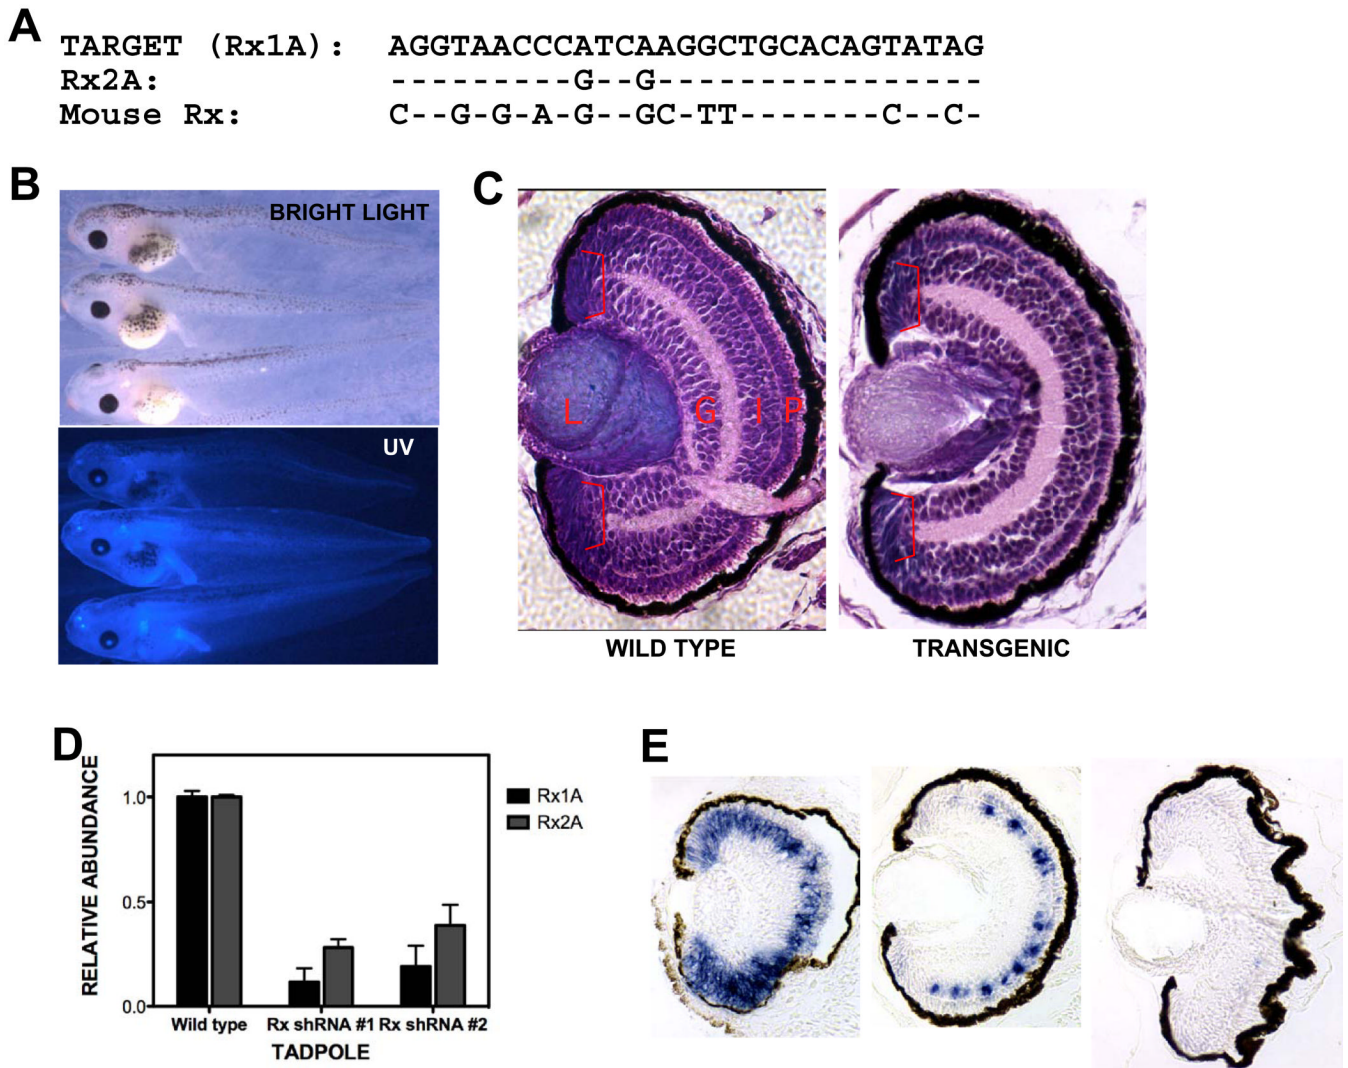 A
TARGET (Rx1A): AGGTAACCCATCAAGGCTGCACAGTATAG
Rx2A: ---------G--G----------------
Mouse Rx: C--G-G-A-G--GC-TT-------C--C-
B
BRIGHT LIGHT
UV
C
L G I P
WILD TYPE
TRANSGENIC
D
RELATIVE ABUNDANCE
1.0
0.5
0.0
Wild type Rx shRNA #1 Rx shRNA #2
TADPOLE
Rx1A
Rx2A
E